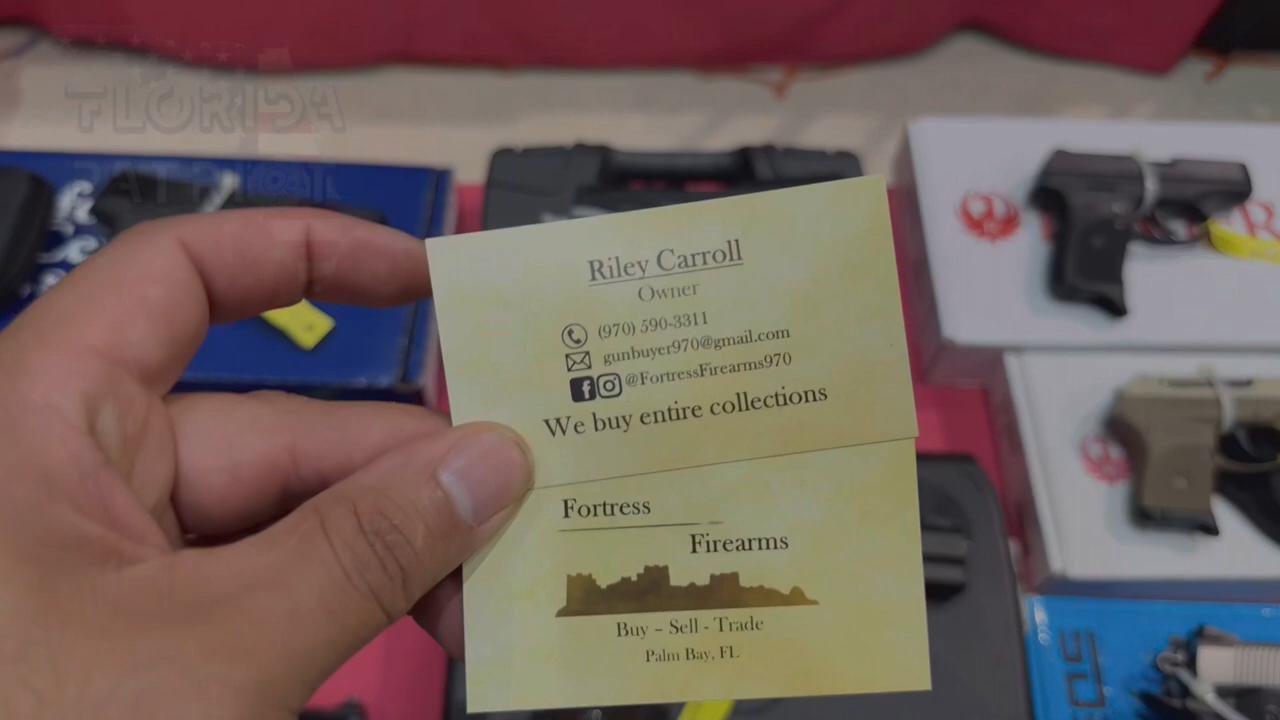 FLORIDA
Riley Carroll
Owner
(970) 590-3311
gunbuyer970@gmail.com
@FortressFirearms970
We buy entire collections
Fortress
Firearms
Buy – Sell - Trade
Palm Bay, FL